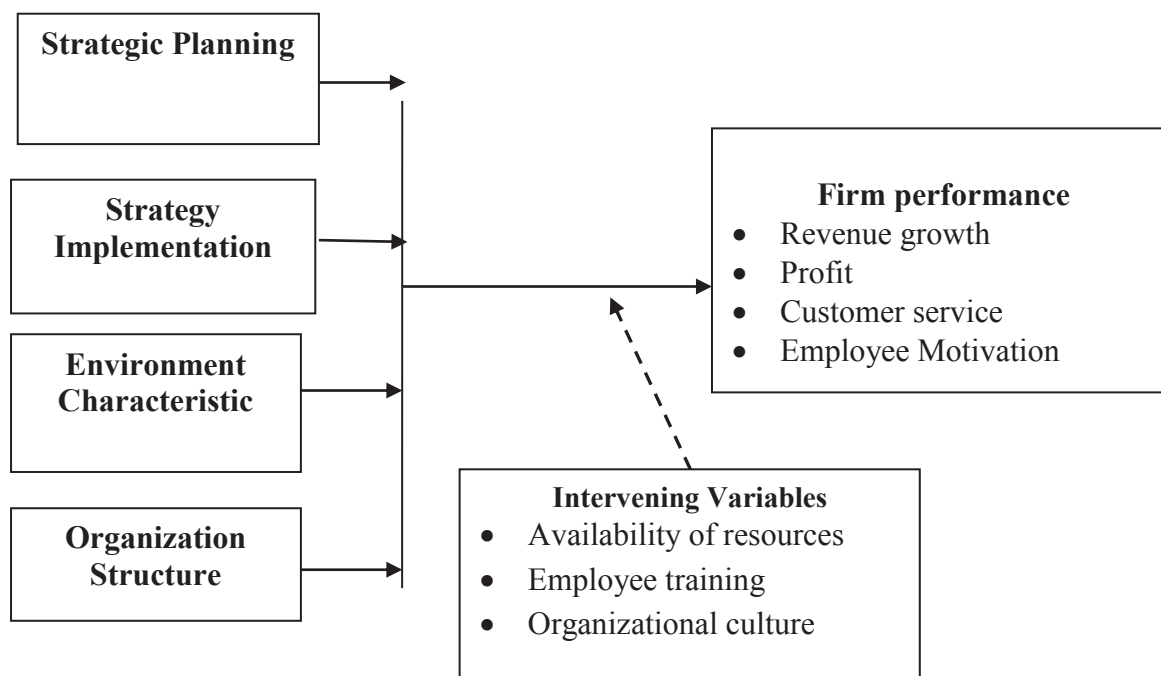 Strategic Planning
Strategy
Implementation
Environment
Characteristic
Organization
Structure
Firm performance
• Revenue growth
• Profit
• Customer service
• Employee Motivation
Intervening Variables
• Availability of resources
• Employee training
• Organizational culture